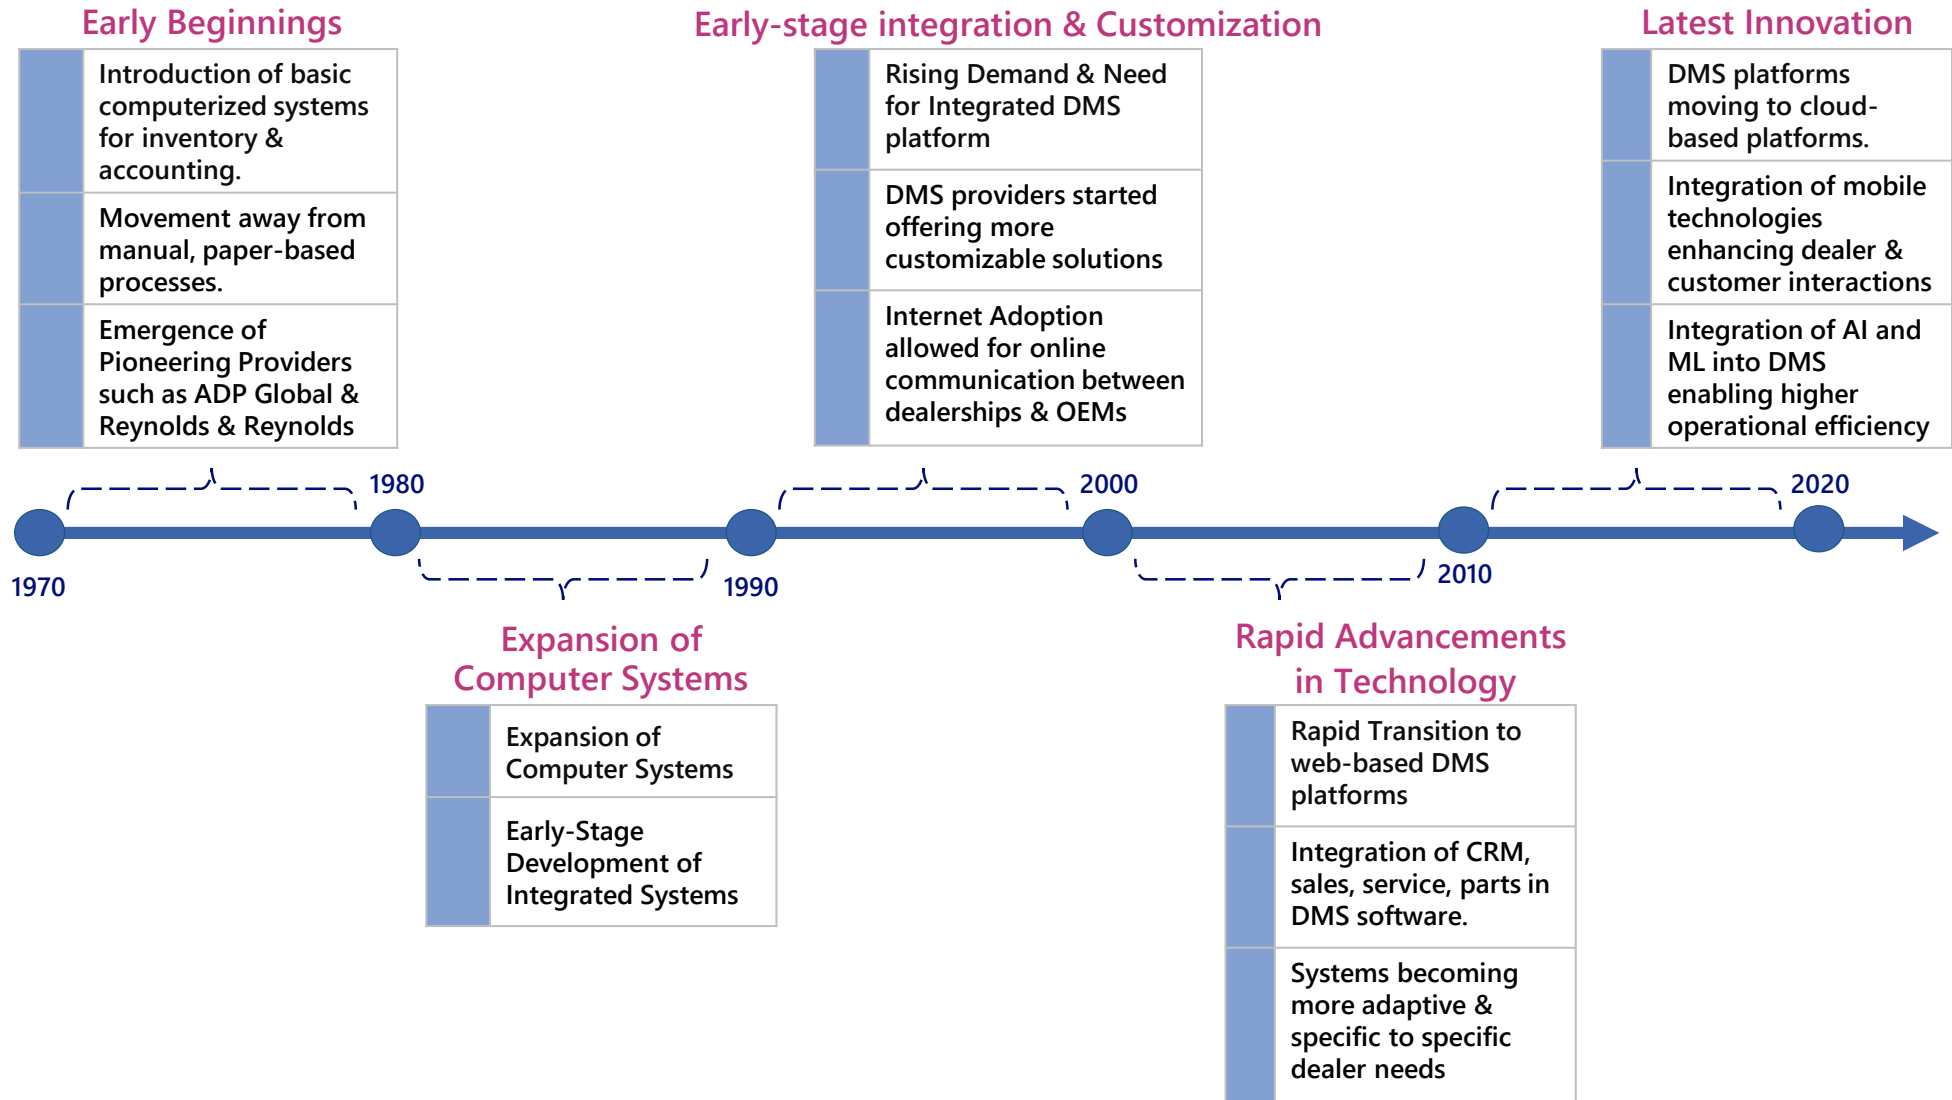 Early Beginnings
Introduction of basic
computerized systems
for inventory &
accounting.
Movement away from
manual, paper-based
processes.
Emergence of
Pioneering Providers
such as ADP Global &
Reynolds & Reynolds
Early-stage integration & Customization
Rising Demand & Need
for Integrated DMS
platform
DMS providers started
offering more
customizable solutions
Internet Adoption
allowed for online
communication between
dealerships & OEMs
Latest Innovation
DMS platforms
moving to cloud-
based platforms.
Integration of mobile
technologies
enhancing dealer &
customer interactions
Integration of AI and
ML into DMS
enabling higher
operational efficiency
1970
1980
1990
2000
2010
2020
Expansion of
Computer Systems
Expansion of
Computer Systems
Early-Stage
Development of
Integrated Systems
Rapid Advancements
in Technology
Rapid Transition to
web-based DMS
platforms
Integration of CRM,
sales, service, parts in
DMS software.
Systems becoming
more adaptive &
specific to specific
dealer needs